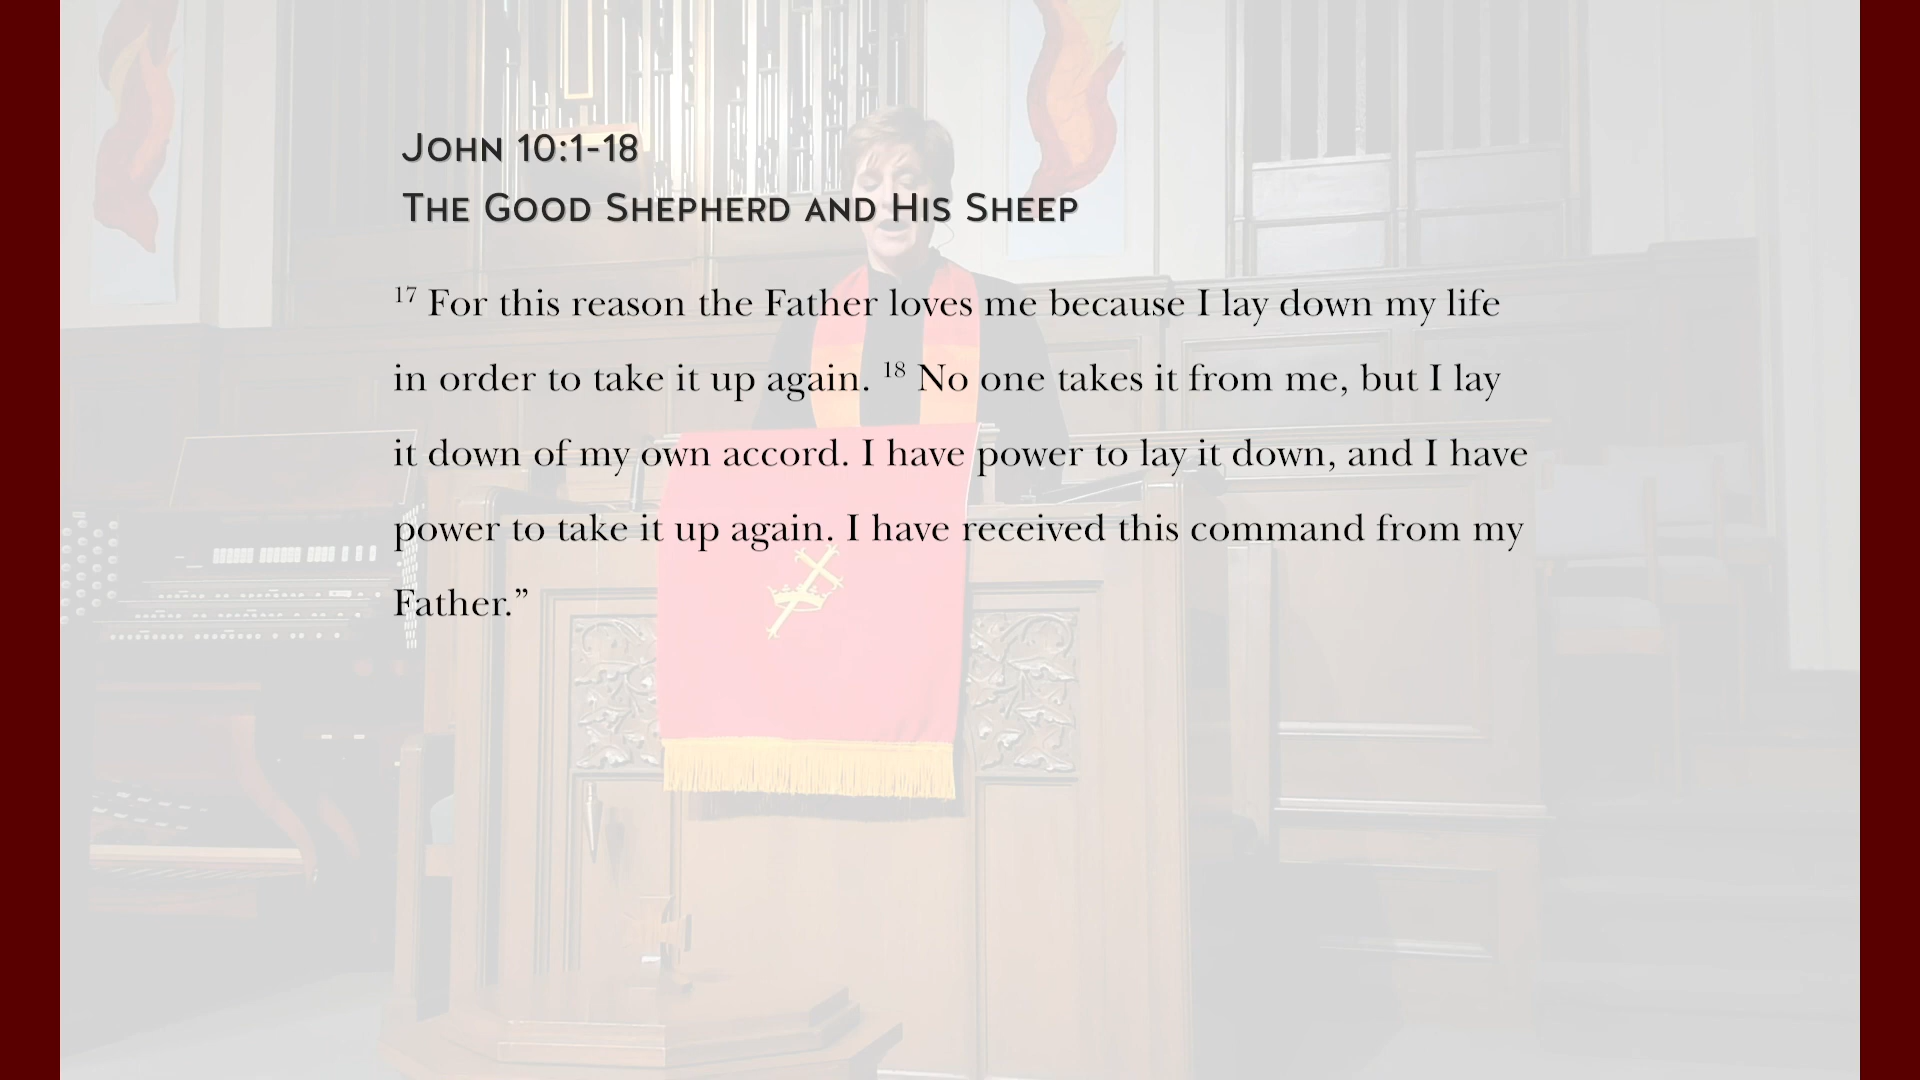 John 10:1-18
The Good Shepherd and His Sheep
17 For this reason the Father loves me because I lay down my life
in order to take it up again. 18 No one takes it from me, but I lay
it down of my own accord. I have power to lay it down, and I have
power to take it up again. I have received this command from my
Father.”